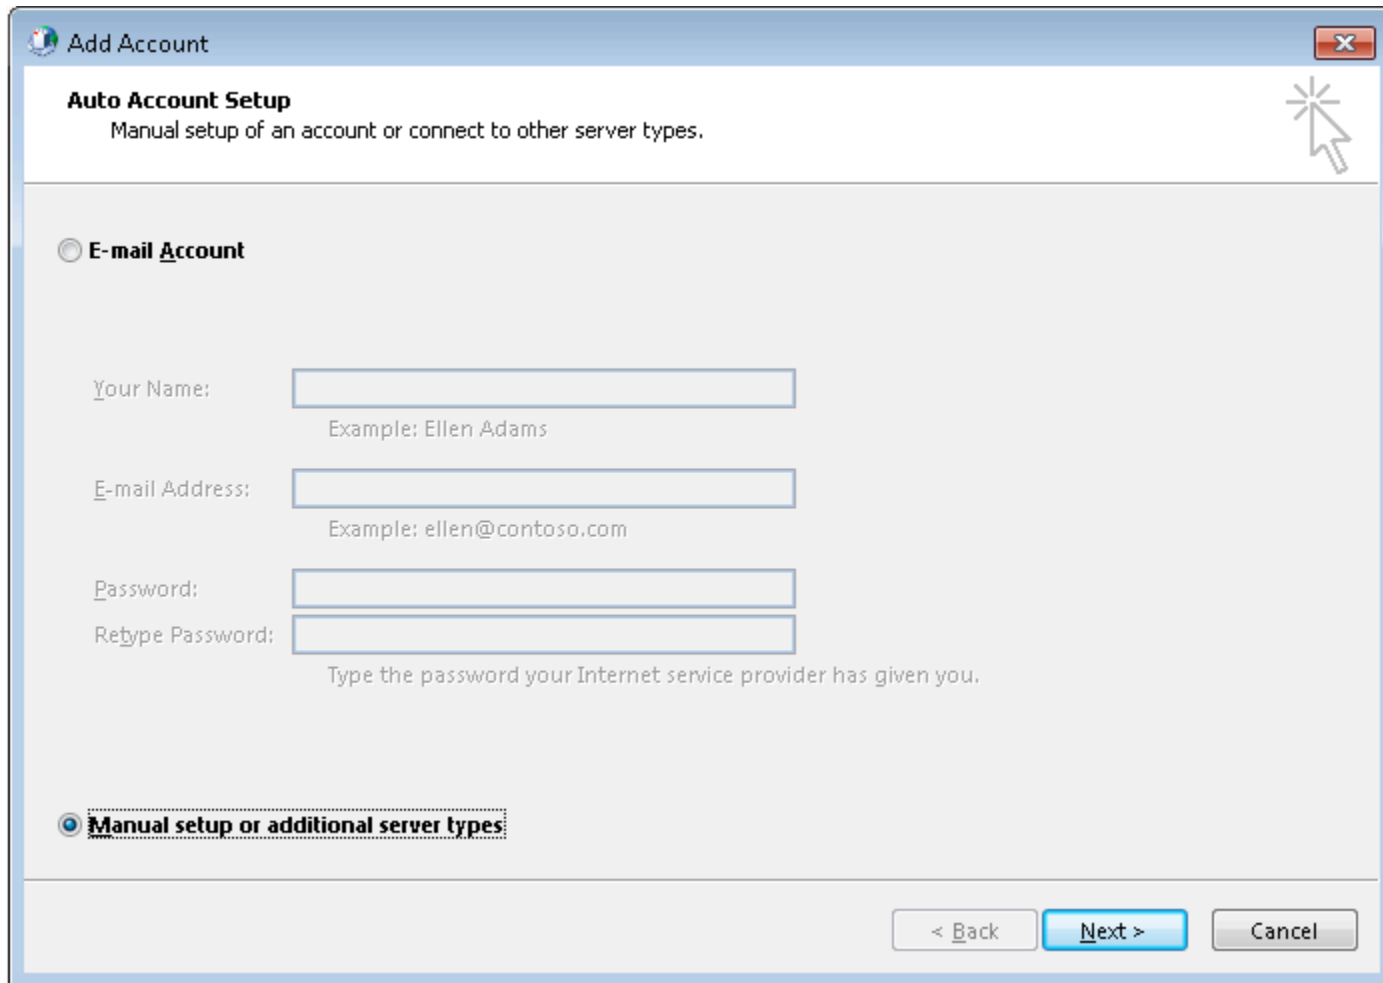 Add Account
Auto Account Setup
Manual setup of an account or connect to other server types.
E-mail Account
Your Name:
Example: Ellen Adams
E-mail Address:
Example: ellen@contoso.com
Password:
Retype Password:
Type the password your Internet service provider has given you.
Manual setup or additional server types
< Back Next > Cancel